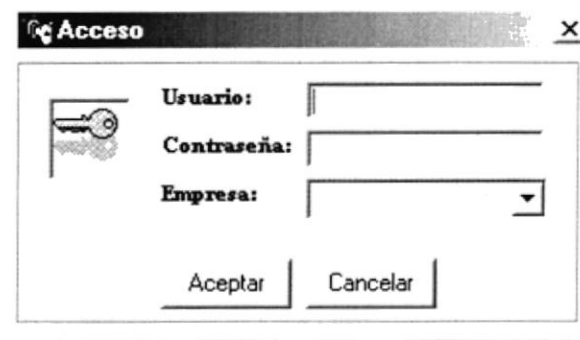 Acceso
Usuario:
Contraseña:
Empresa:
Aceptar
Cancelar